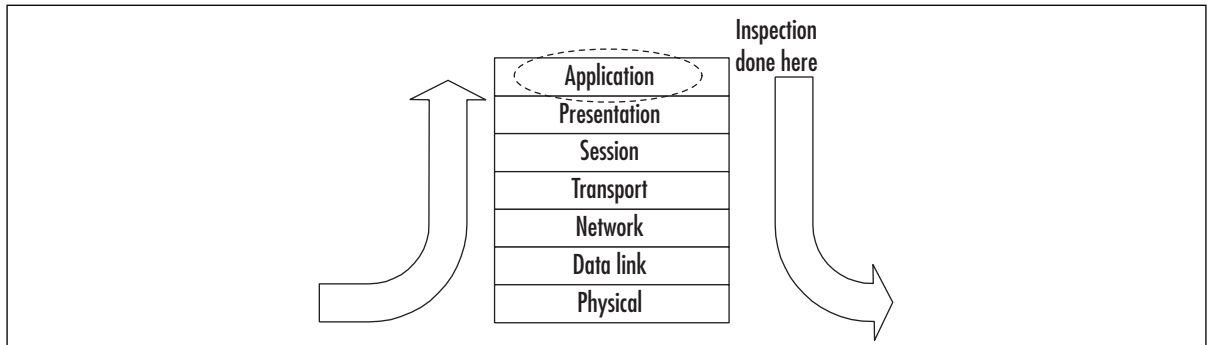 Inspection
done here
Application
Presentation
Session
Transport
Network
Data link
Physical